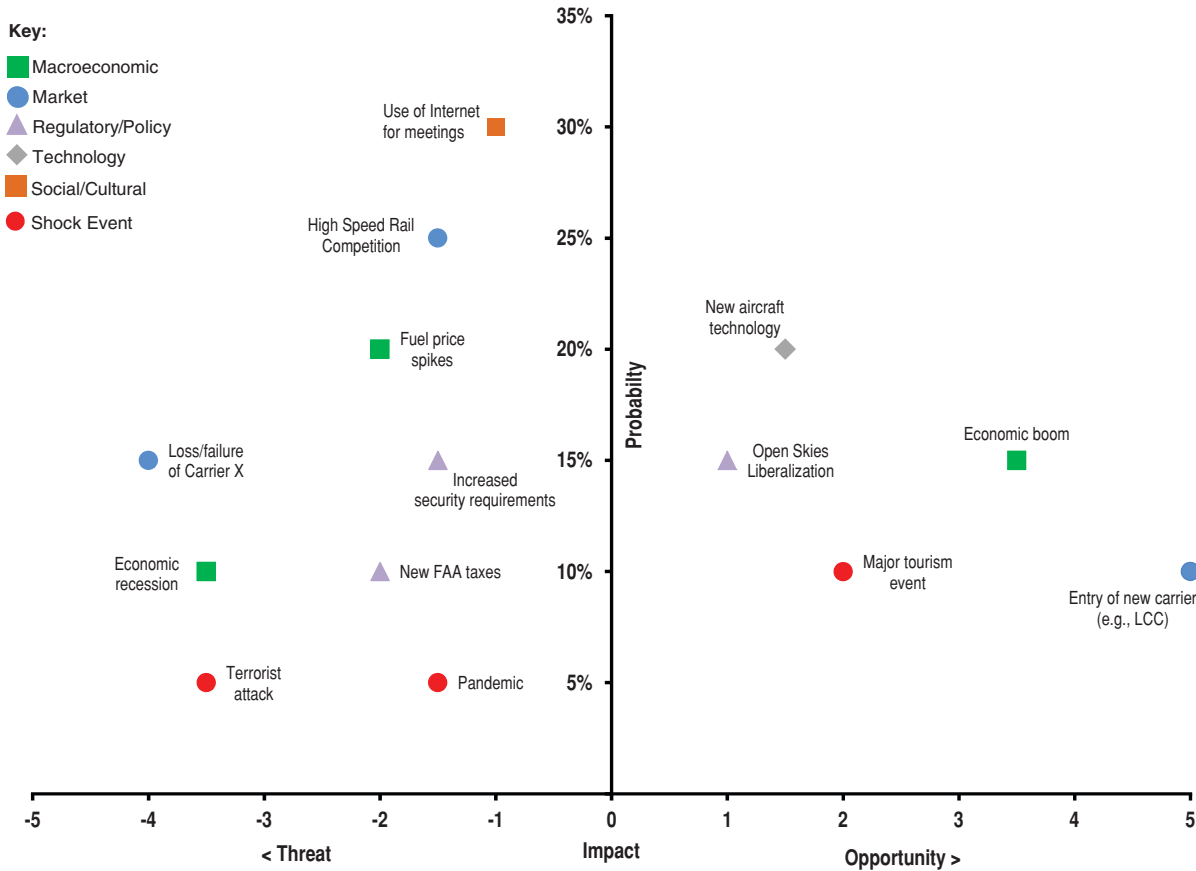 Key:
Macroeconomic
Market
Regulatory/Policy
Technology
Social/Cultural
Shock Event
35%
30%
25%
20%
15%
10%
5%
Probabilty
Use of Internet
for meetings
High Speed Rail
Competition
Fuel price
spikes
Loss/failure
of Carrier X
Increased
security requirements
Economic
recession
New FAA taxes
Terrorist
attack
Pandemic
New aircraft
technology
Open Skies
Liberalization
Economic boom
Major tourism
event
Entry of new carrier
(e.g., LCC)
-5 -4 -3 -2 -1 0 1 2 3 4 5
< Threat Impact Opportunity >